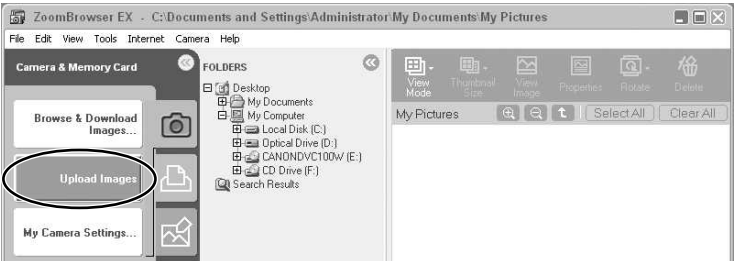 ZoomBrowser EX - C:\Documents and Settings\Administrator\My Documents\My Pictures
File Edit View Tools Internet Camera Help
Camera & Memory Card
Browse & Download
Images...
Upload Images
My Camera Settings...
FOLDERS
Desktop
My Documents
My Computer
Local Disk (C:)
Optical Drive (D:)
CANONDVC100W (E:)
CD Drive (F:)
Search Results
View
Mode
Thumbnail
Size
View
Image
Properties
Rotate
Delete
My Pictures
Select All
Clear All